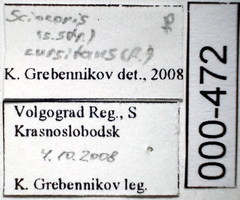 Sciocoris ♀
(s.str.)
cursitans (F.)
K. Grebennikov det., 2008
Volgograd Reg., S
Krasnoslobodsk
4.10.2008
K. Grebennikov leg.
000-472